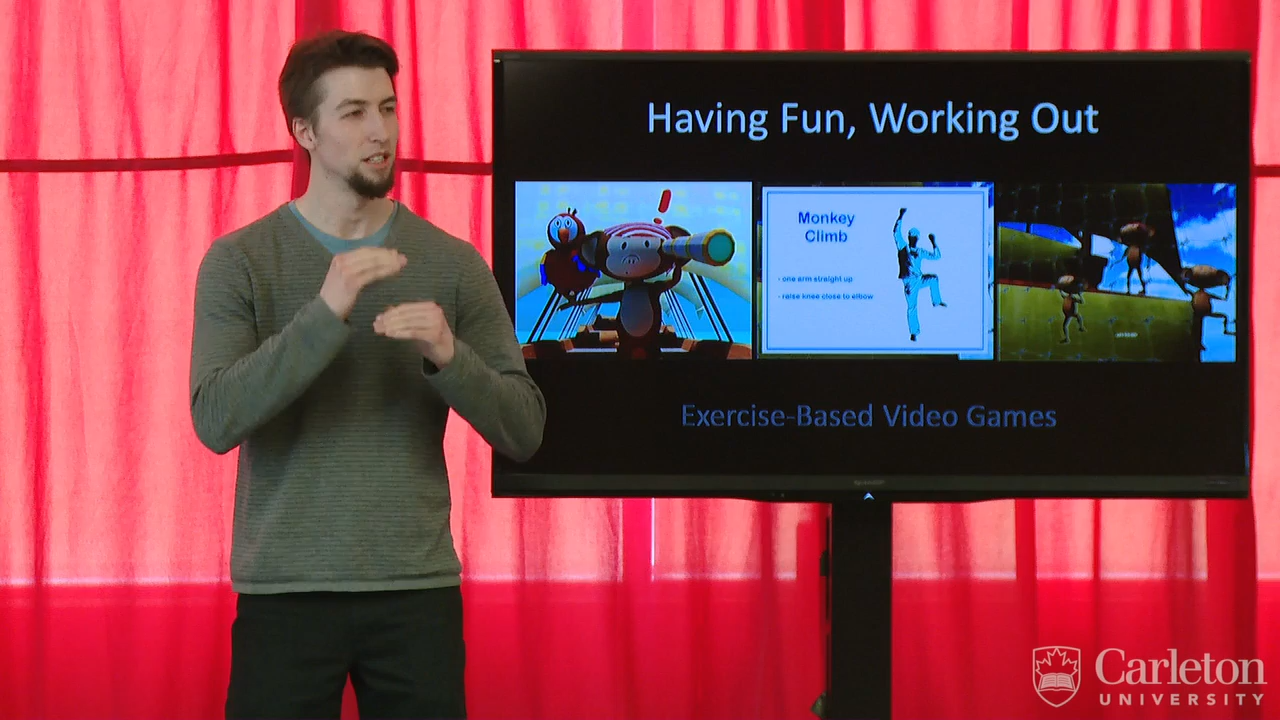 Having Fun, Working Out
Monkey
Climb
- one arm straight up
- raise knee close to elbow
Exercise-Based Video Games
Carleton
UNIVERSITY